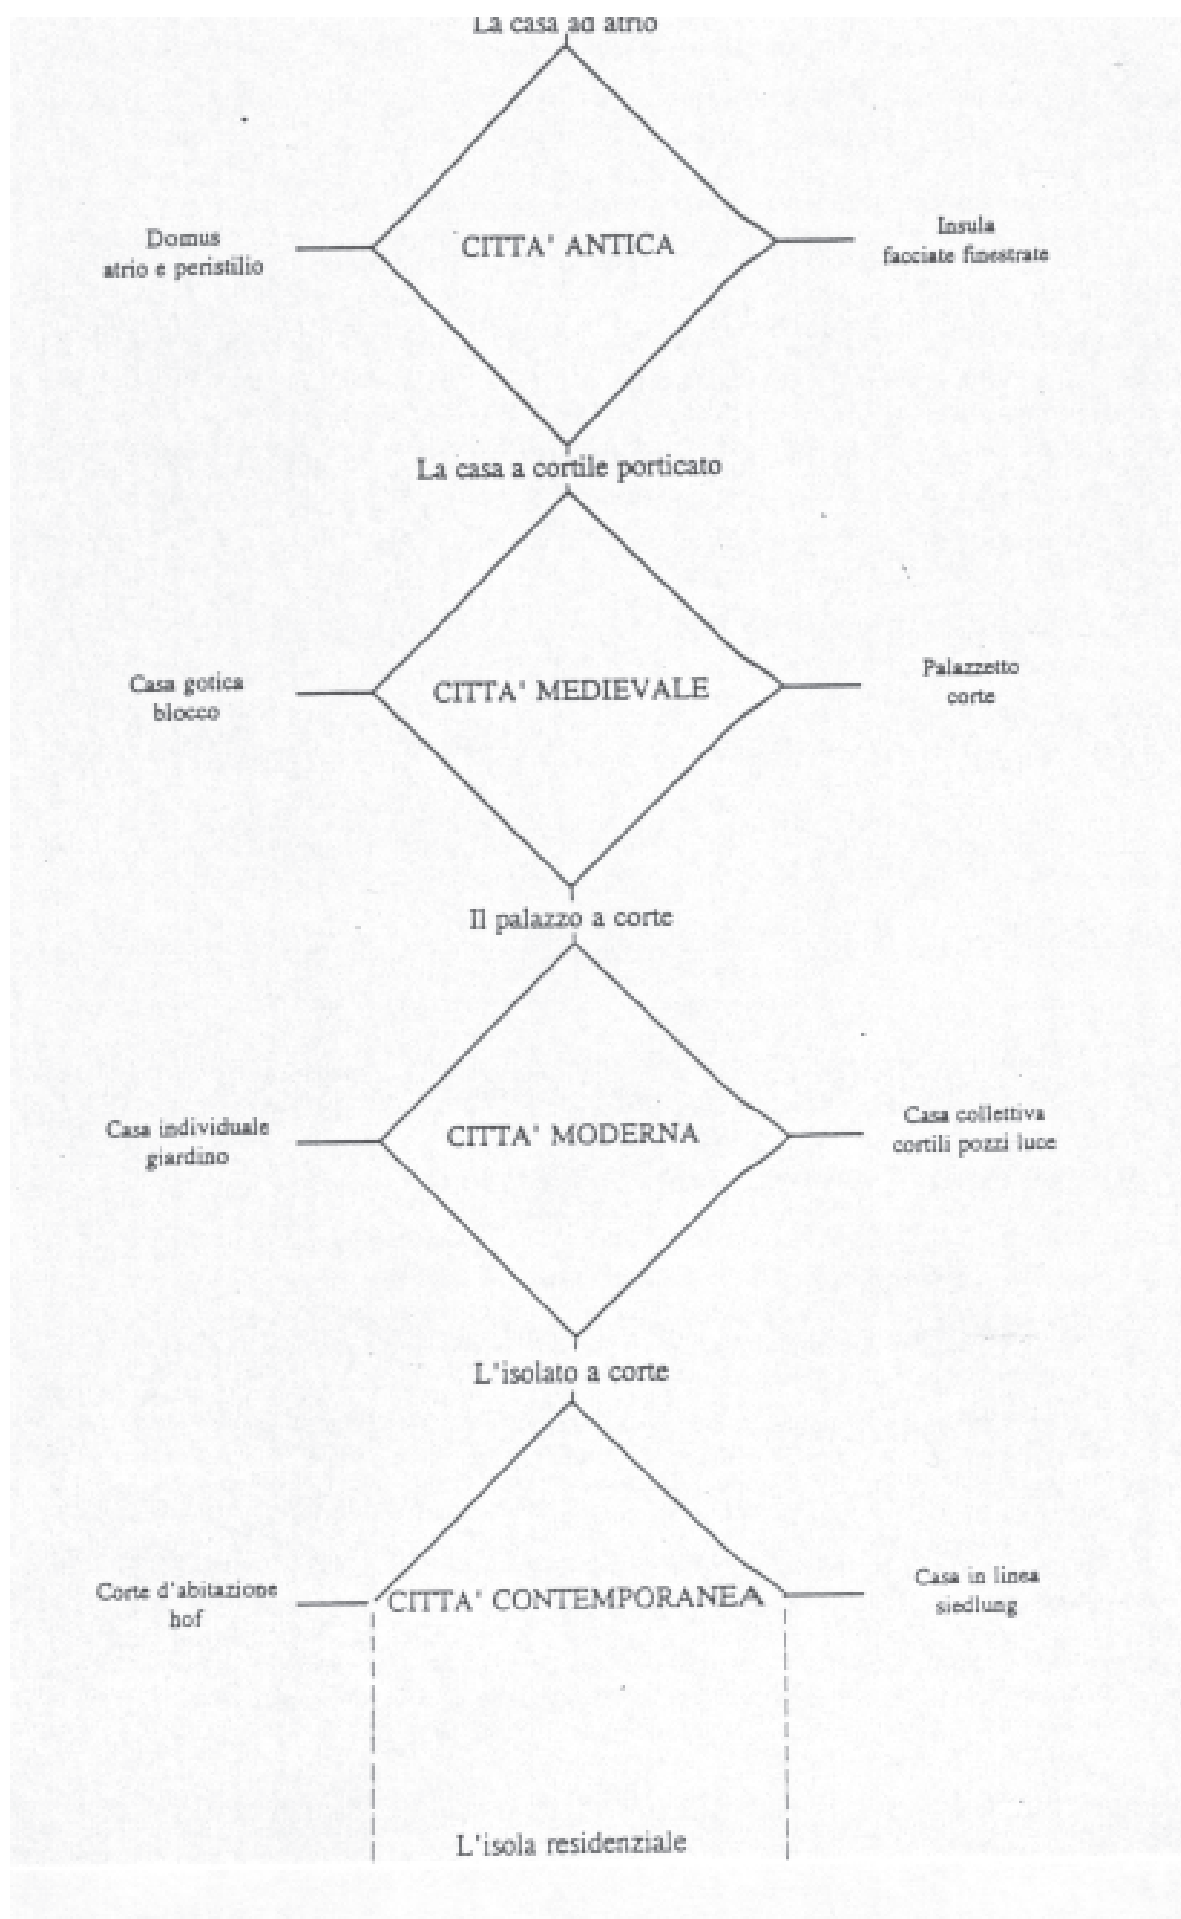 La casa ad atrio
Domus
atrio e peristilio
CITTA' ANTICA
Insula
facciate finestrate
La casa a cortile porticato
Casa gotica
blocco
CITTA' MEDIEVALE
Palazzetto
corte
Il palazzo a corte
Casa individuale
giardino
CITTA' MODERNA
Casa collettiva
cortili pozzi luce
L'isolato a corte
Corte d'abitazione
hof
CITTA' CONTEMPORANEA
Casa in linea
siedlung
L'isola residenziale